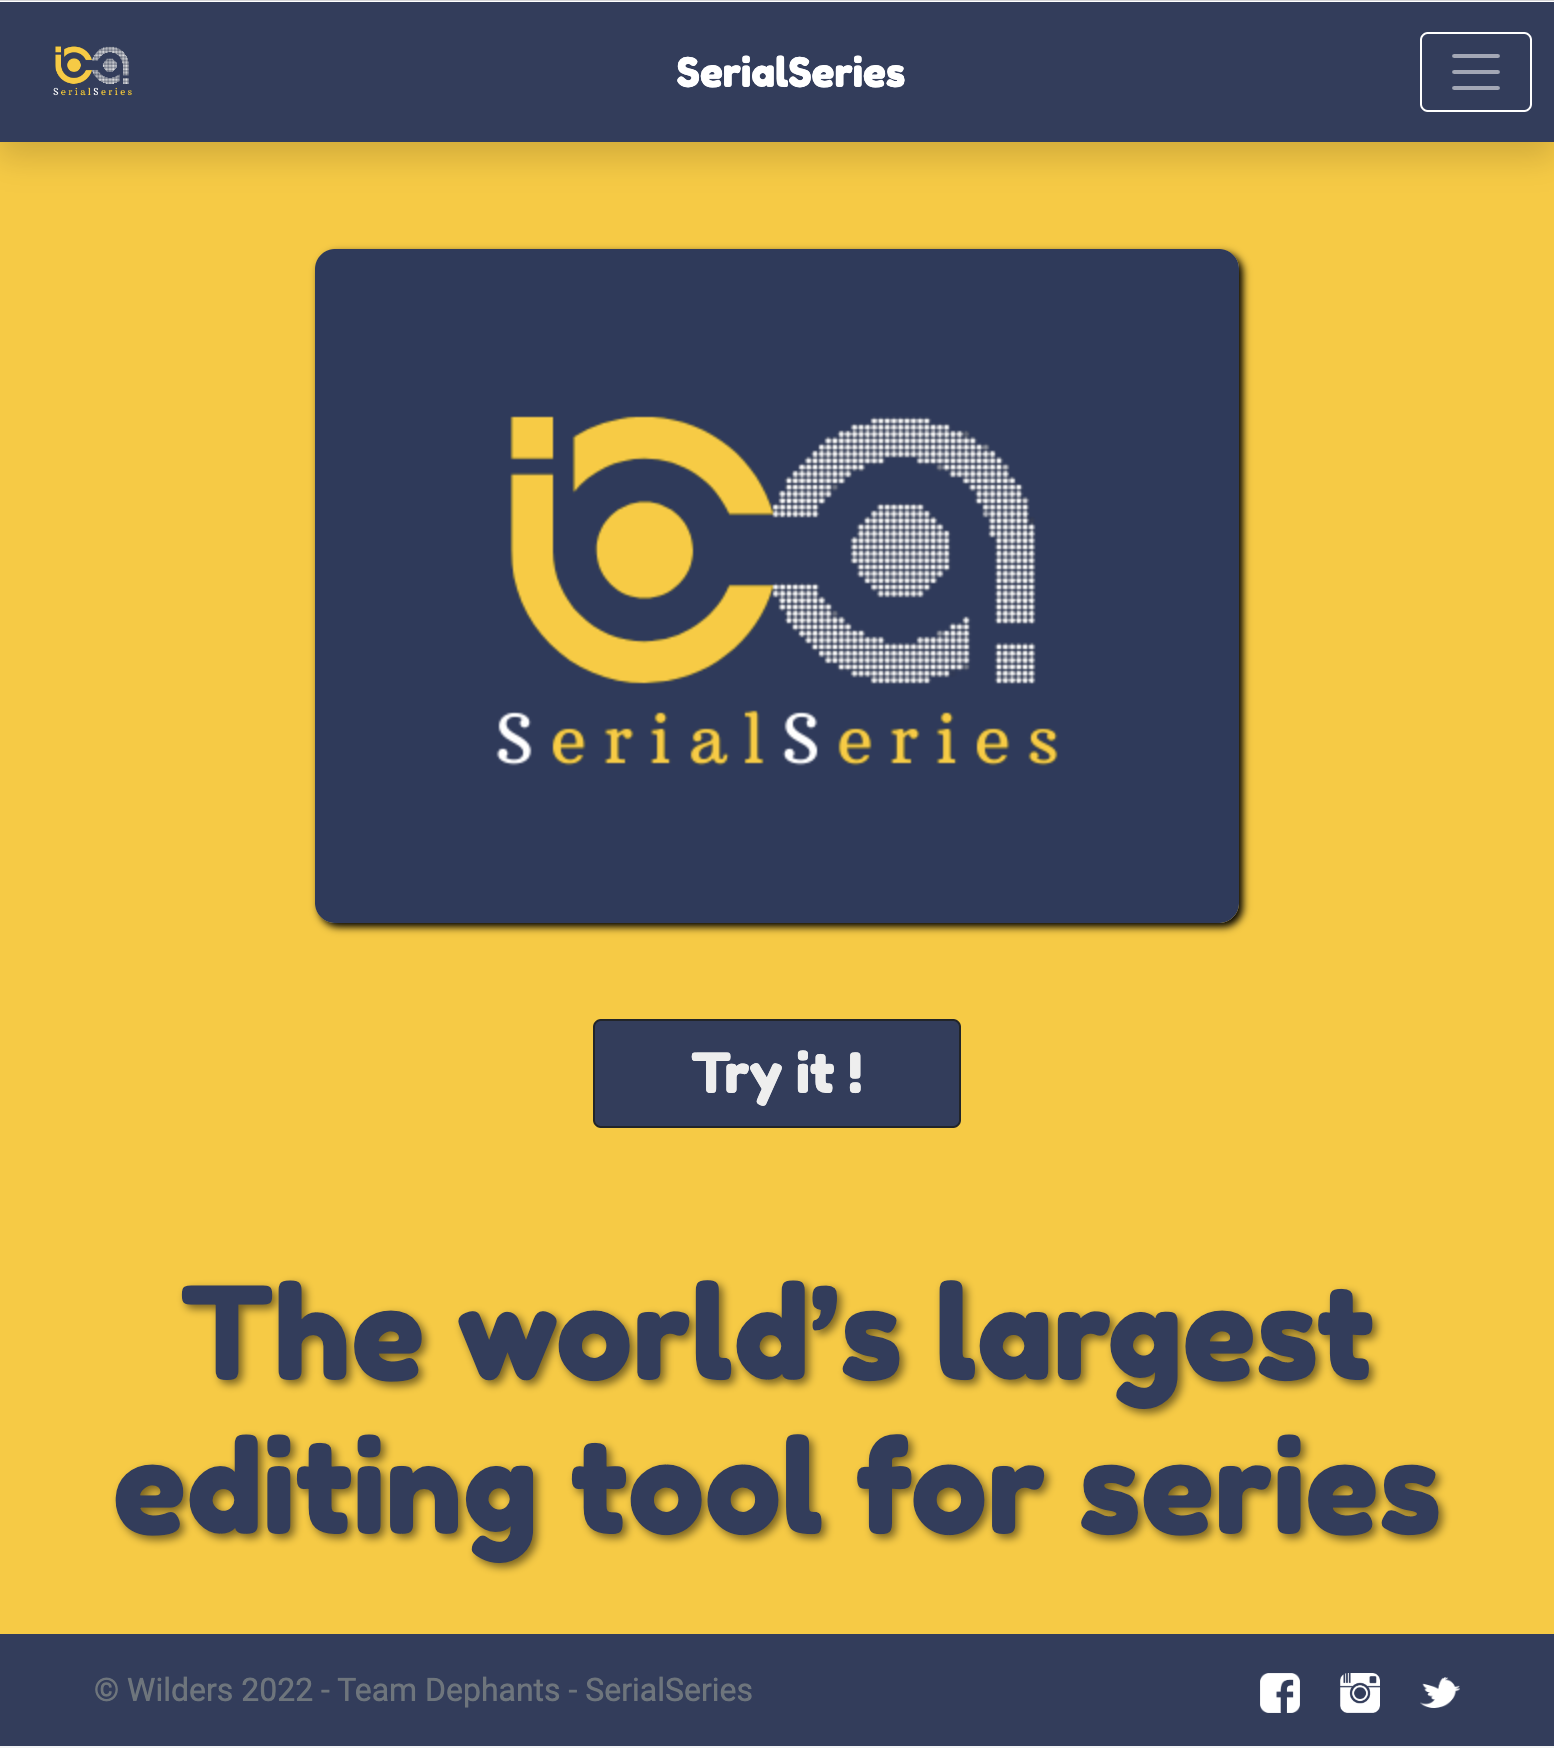 SerialSeries
SerialSeries
SerialSeries
Try it !
The world’s largest
editing tool for series
© Wilders 2022 - Team Dephants - SerialSeries